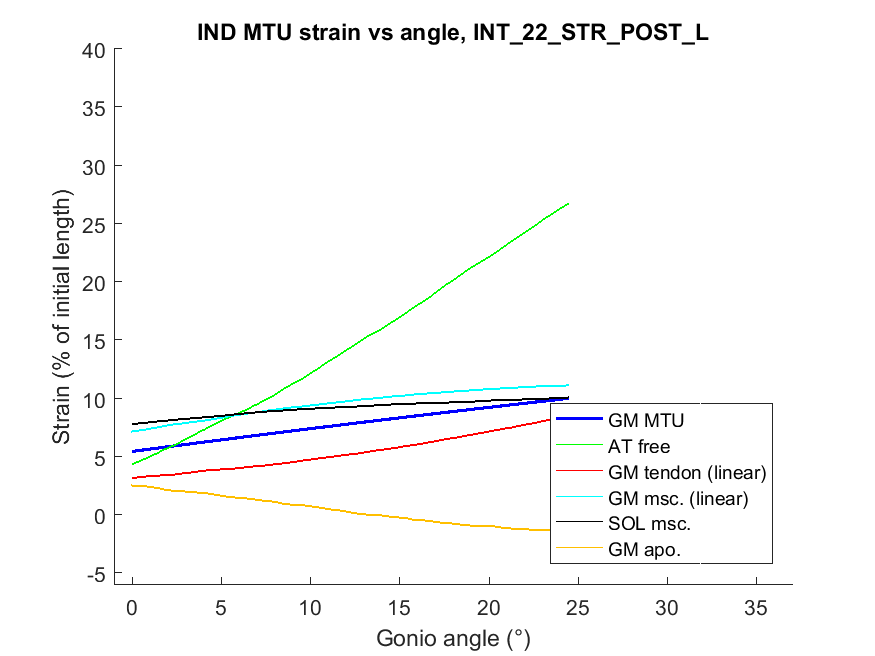 IND MTU strain vs angle, INT_22_STR_POST_L
Strain (% of initial length)
40
35
30
25
20
15
10
5
0
-5
0 5 10 15 20 25 30 35
Gonio angle (°)
GM MTU
AT free
GM tendon (linear)
GM msc. (linear)
SOL msc.
GM apo.